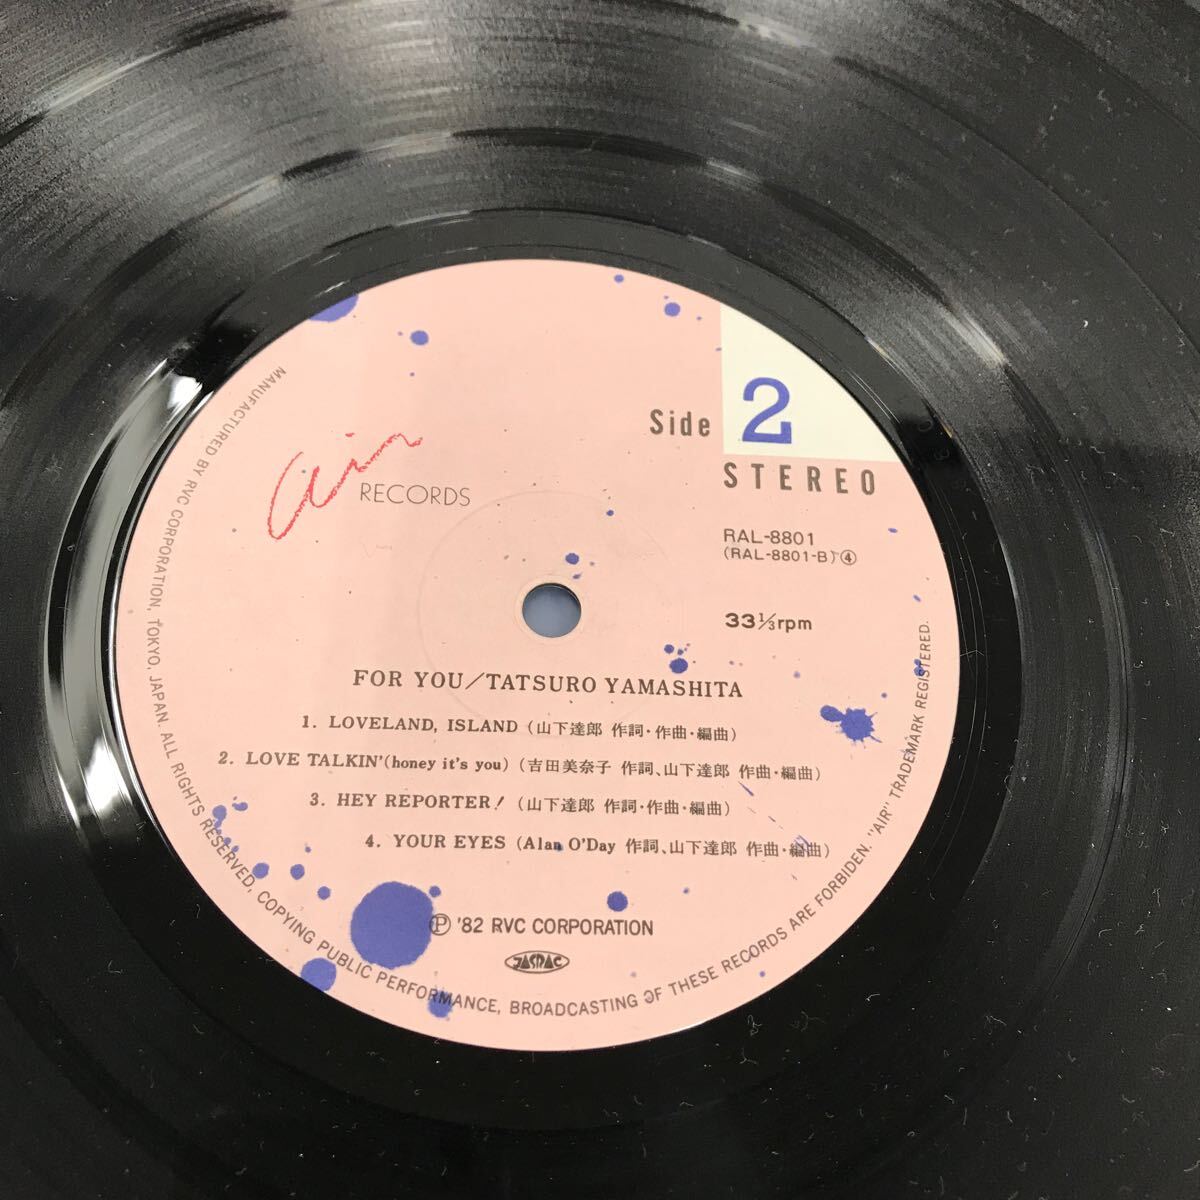 air
RECORDS
Side 2
STEREO
RAL-8801
(RAL-8801-B) ④
33⅓rpm
FOR YOU/TATSURO YAMASHITA
1. LOVELAND, ISLAND (山下達郎 作詞・作曲・編曲)
2. LOVE TALKIN'(honey it's you) (吉田美奈子 作詞、山下達郎 作曲・編曲)
3. HEY REPORTER! (山下達郎 作詞・作曲・編曲)
4. YOUR EYES (Alan O'Day 作詞、山下達郎 作曲・編曲)
Ⓟ '82 RVC CORPORATION
JASRAC
MANUFACTURED BY RVC CORPORATION, TOKYO, JAPAN. ALL RIGHTS RESERVED, COPYING PUBLIC PERFORMANCE, BROADCASTING OF THESE RECORDS ARE FORBIDDEN. "AIR" TRADEMARK REGISTERED.